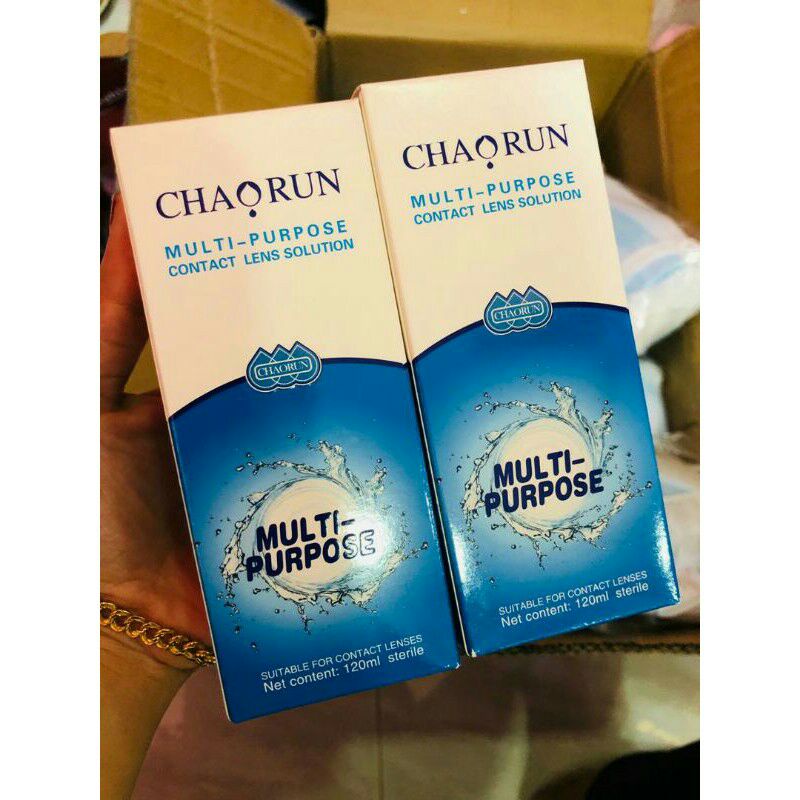 CHAORUN
MULTI-PURPOSE
CONTACT LENS SOLUTION
CHAORUN
MULTI-
PURPOSE
SUITABLE FOR CONTACT LENSES
Net content: 120ml sterile
CHAORUN
MULTI-PURPOSE
CONTACT LENS SOLUTION
CHAORUN
MULTI-
PURPOSE
SUITABLE FOR CONTACT LENSES
Net content: 120ml sterile